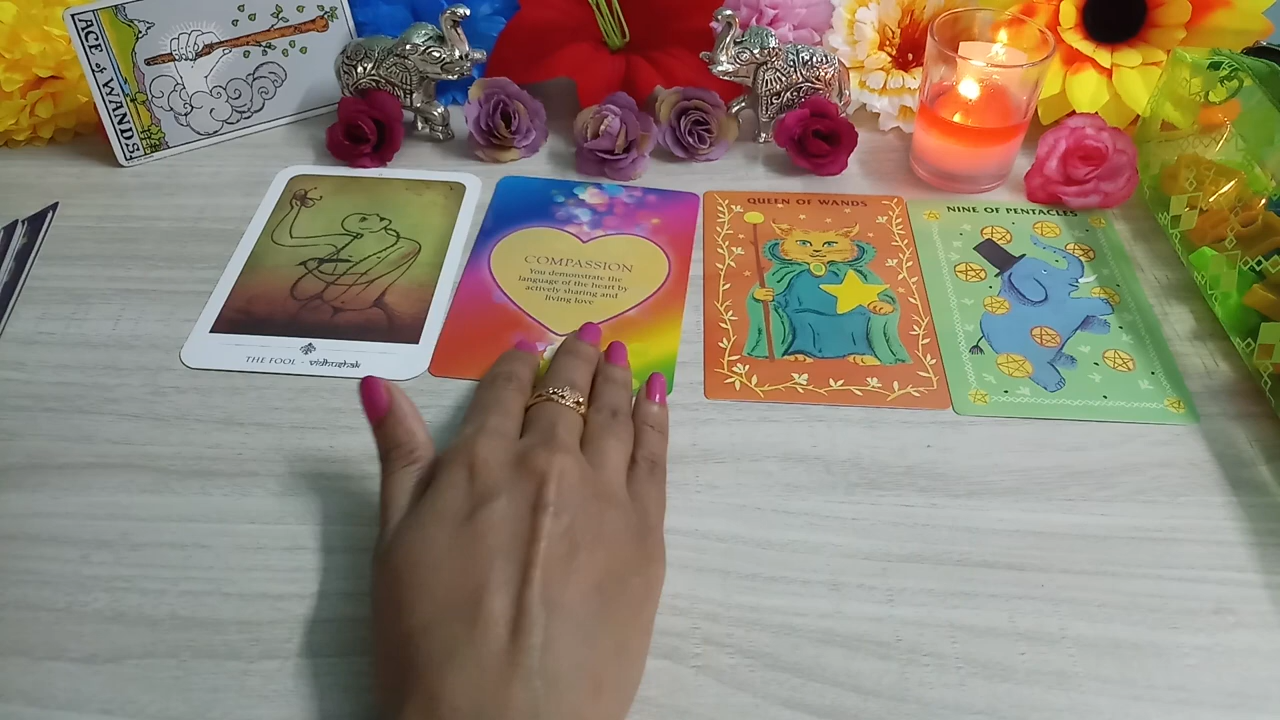 ACE of WANDS
THE FOOL - vidhushak
COMPASSION
You demonstrate the
language of the heart by
actively sharing and
living love
QUEEN OF WANDS
NINE OF PENTACLES